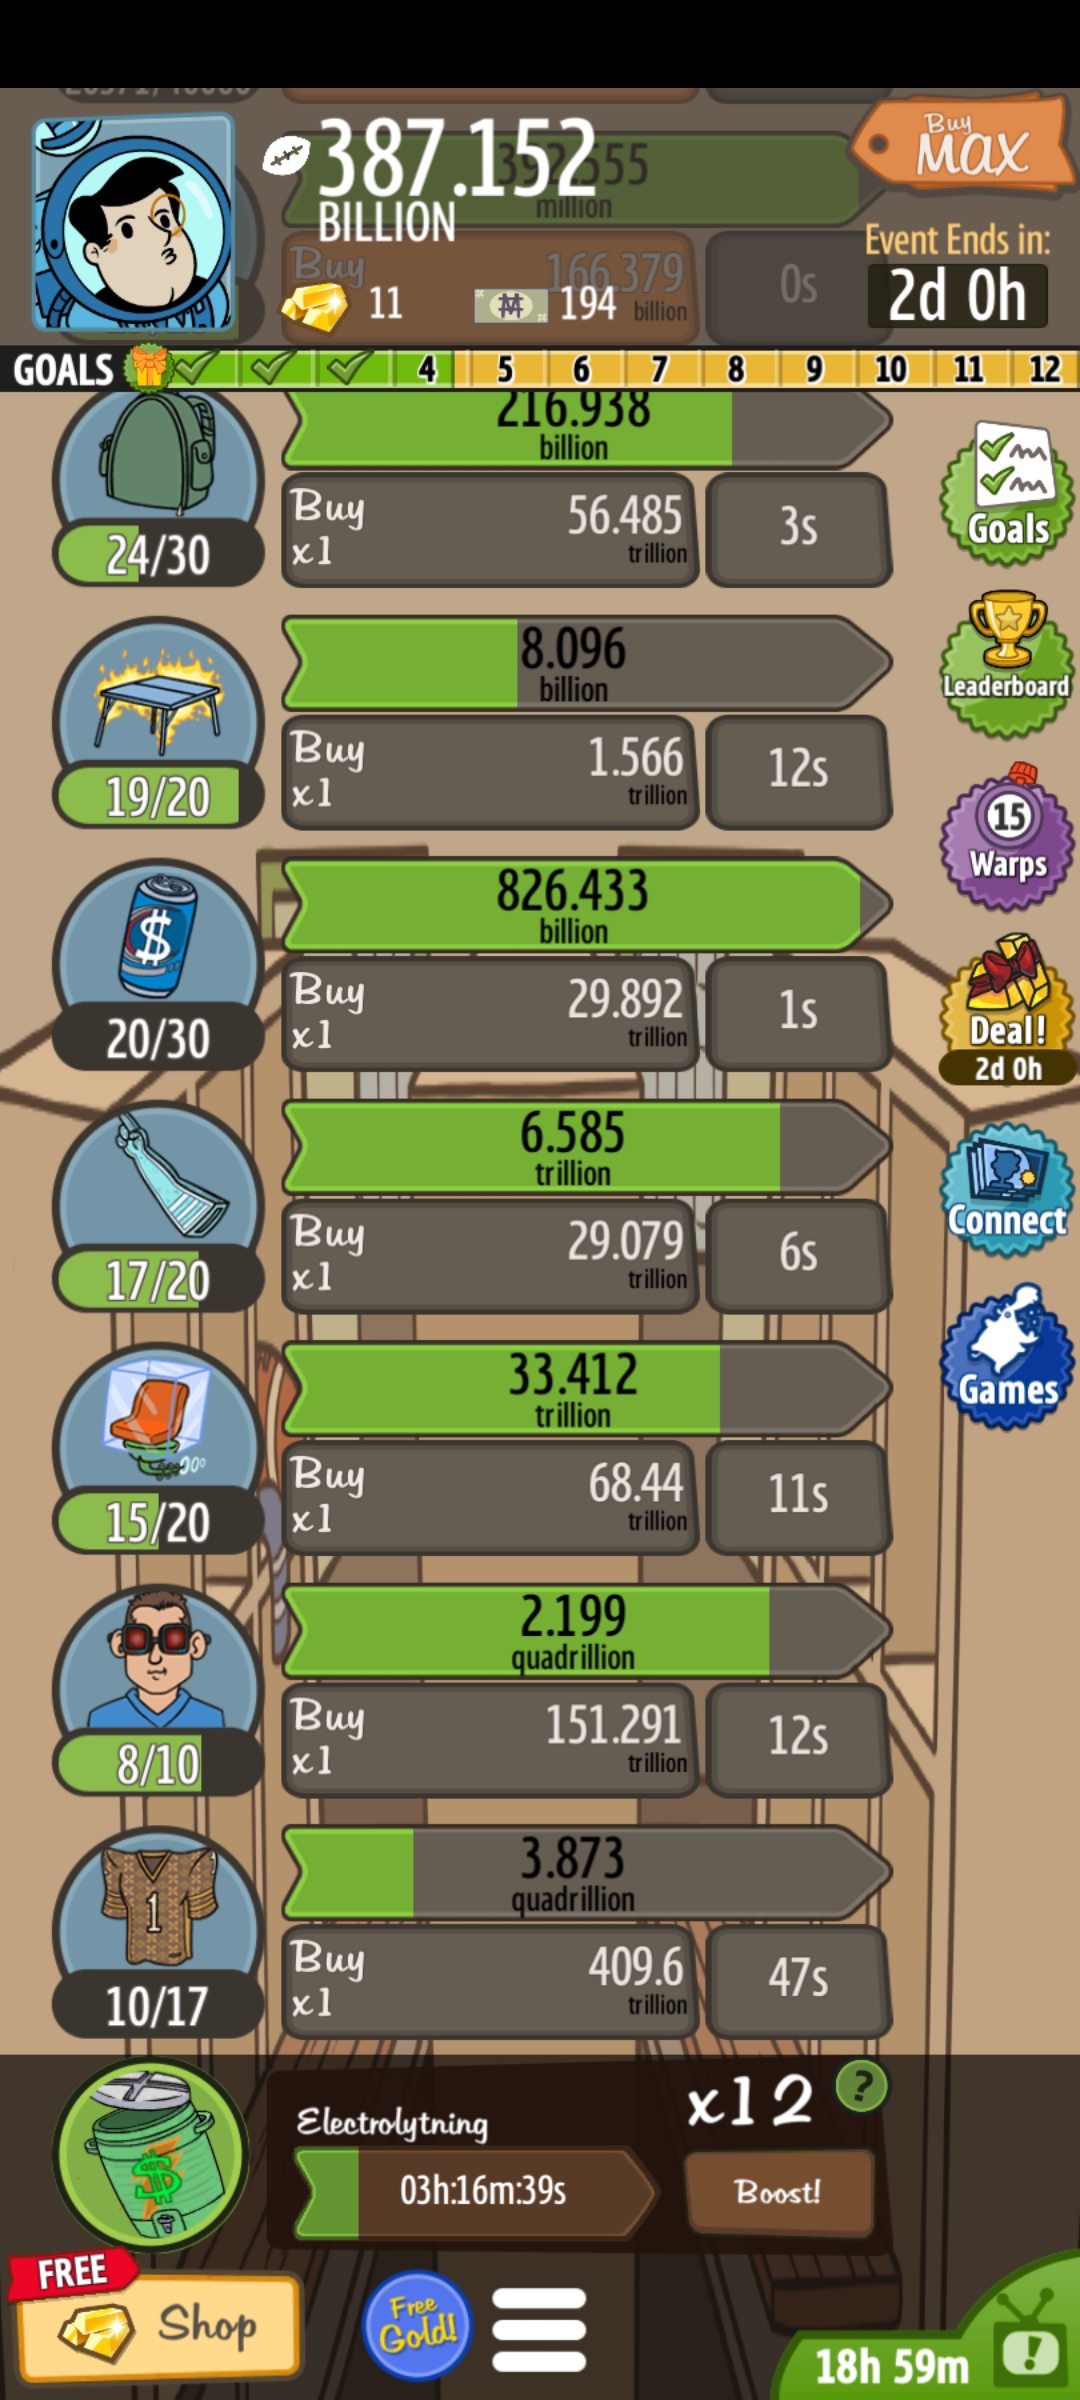 387.152
BILLION
Buy
MAX
392.555
million
Event Ends in:
2d 0h
Buy
166.379
billion
0s
11
194
GOALS
4
5
6
7
8
9
10
11
12
216.938
billion
24/30
Buy
x1
56.485
trillion
3s
Goals
8.096
billion
19/20
Buy
x1
1.566
trillion
12s
Leaderboard
15
Warps
826.433
billion
$
20/30
Buy
x1
29.892
trillion
1s
Deal!
2d 0h
6.585
trillion
17/20
Buy
x1
29.079
trillion
6s
Connect
33.412
trillion
15/20
Buy
x1
68.44
trillion
11s
Games
2.199
quadrillion
8/10
Buy
x1
151.291
trillion
12s
3.873
quadrillion
1
10/17
Buy
x1
409.6
trillion
47s
$
Electrolytning
x12
?
03h:16m:39s
Boost!
FREE
Shop
Free
Gold!
18h 59m
!